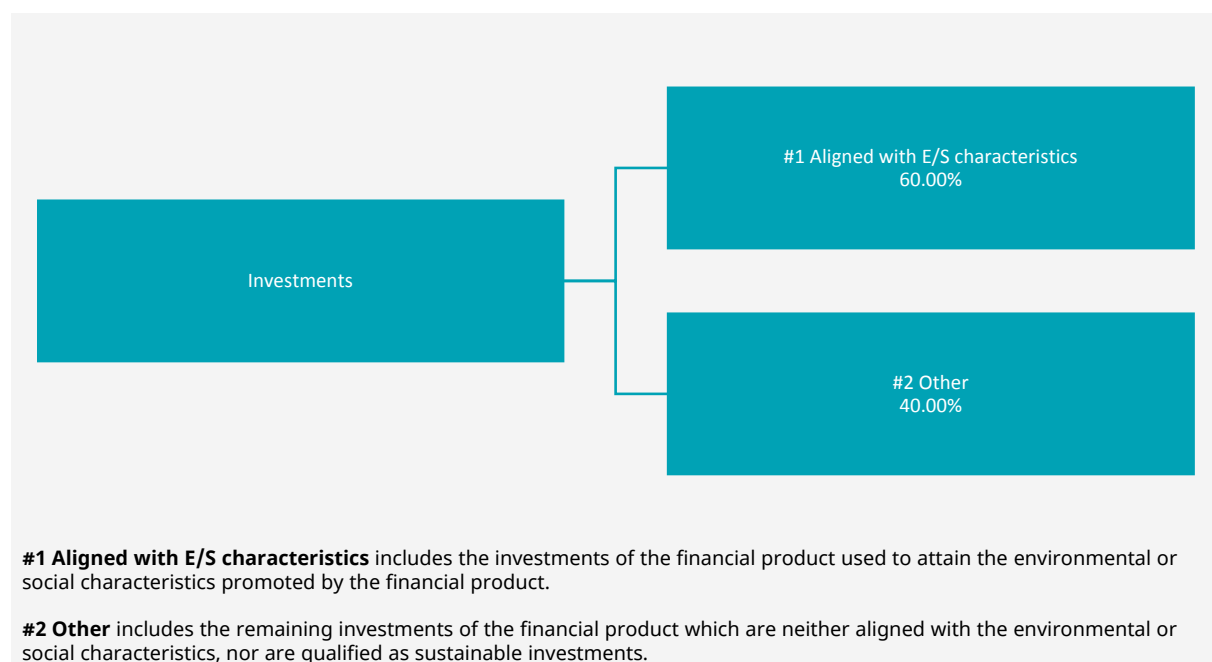 #1 Aligned with E/S characteristics
60.00%
Investments
#2 Other
40.00%
#1 Aligned with E/S characteristics includes the investments of the financial product used to attain the environmental or
social characteristics promoted by the financial product.
#2 Other includes the remaining investments of the financial product which are neither aligned with the environmental or
social characteristics, nor are qualified as sustainable investments.